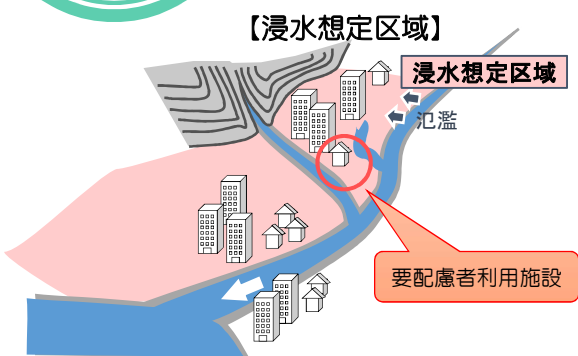 【浸水想定区域】
浸水想定区域
氾濫
要配慮者利用施設